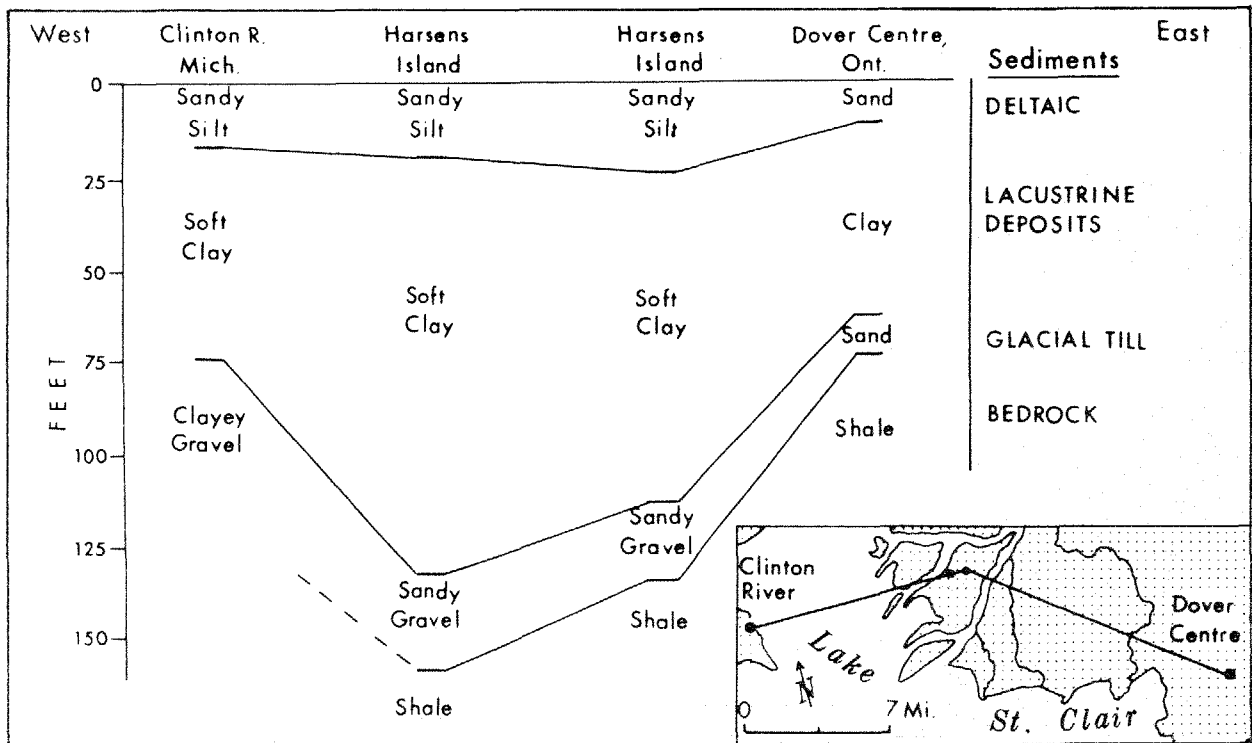 West
Clinton R.
Mich.
Harsens
Island
Harsens
Island
Dover Centre,
Ont.
East
Sediments
0
25
50
75
100
125
150
FEET
Sandy
Silt
Sandy
Silt
Sandy
Silt
Sand
DELTAIC
Soft
Clay
Soft
Clay
Soft
Clay
Clay
LACUSTRINE
DEPOSITS
Clayey
Gravel
Sandy
Gravel
Sandy
Gravel
Sand
GLACIAL TILL
Shale
Shale
Shale
BEDROCK
Clinton
River
Dover
Centre
Lake
N
0 7 Mi.
St. Clair